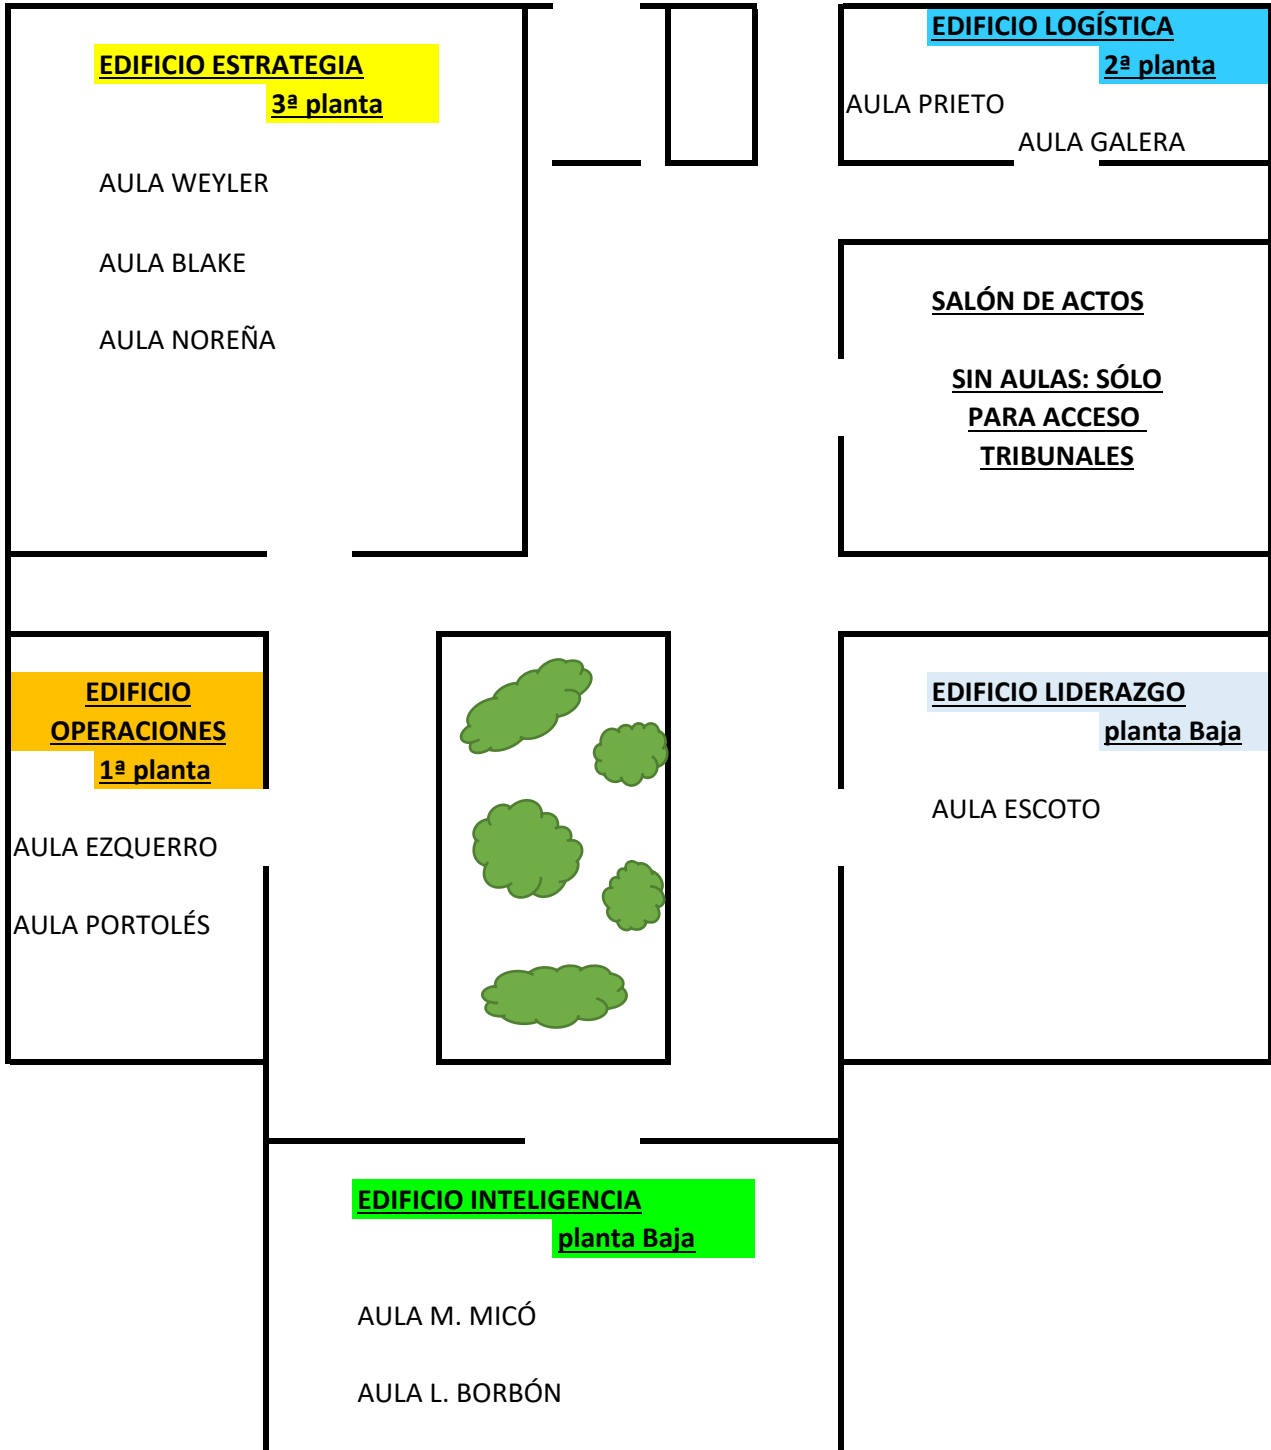 EDIFICIO ESTRATEGIA
3ª planta
AULA WEYLER
AULA BLAKE
AULA NOREÑA
EDIFICIO LOGÍSTICA
2ª planta
AULA PRIETO
AULA GALERA
SALÓN DE ACTOS
SIN AULAS: SÓLO
PARA ACCESO
TRIBUNALES
EDIFICIO
OPERACIONES
1ª planta
AULA EZQUERRO
AULA PORTOLÉS
EDIFICIO LIDERAZGO
planta Baja
AULA ESCOTO
EDIFICIO INTELIGENCIA
planta Baja
AULA M. MICÓ
AULA L. BORBÓN